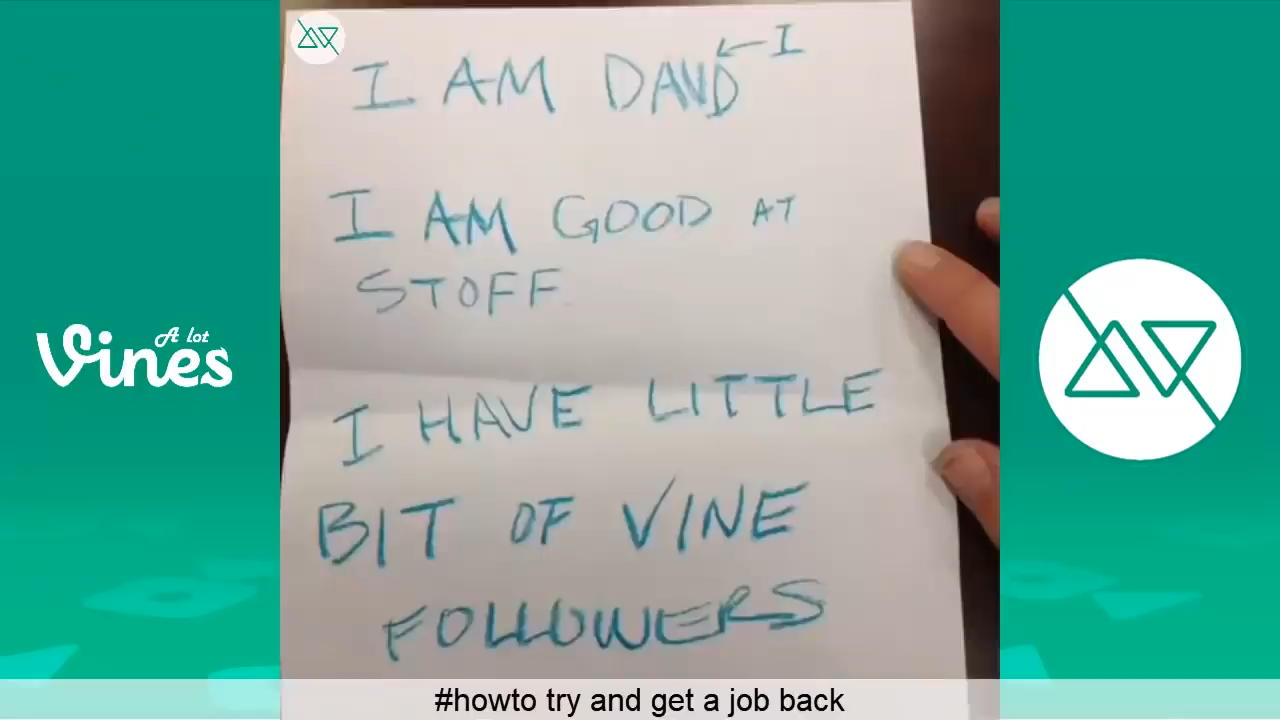 I
I AM DAVD
I AM GOOD AT
STOFF
I HAVE LITTLE
BIT OF VINE
FOLLOWERS
A lot
Vines
#howto try and get a job back